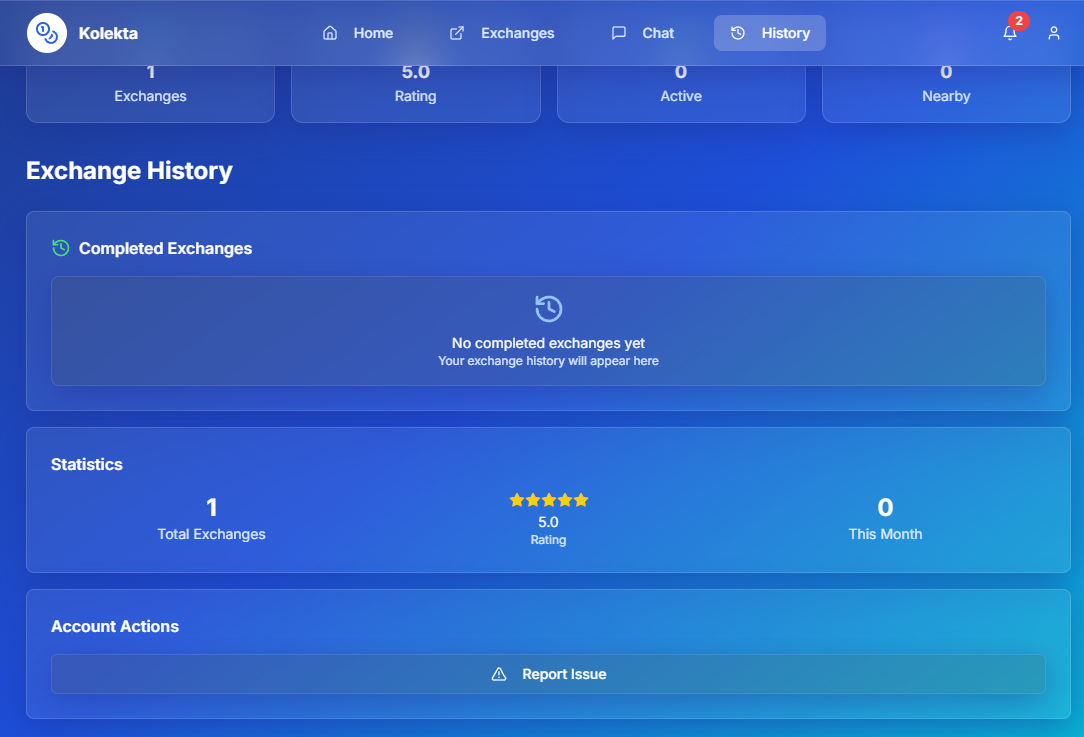 Kolekta
Home
Exchanges
Chat
History
2
1
5.0
0
0
Exchanges
Rating
Active
Nearby
Exchange History
Completed Exchanges
No completed exchanges yet
Your exchange history will appear here
Statistics
1
Total Exchanges
5.0
Rating
0
This Month
Account Actions
Report Issue